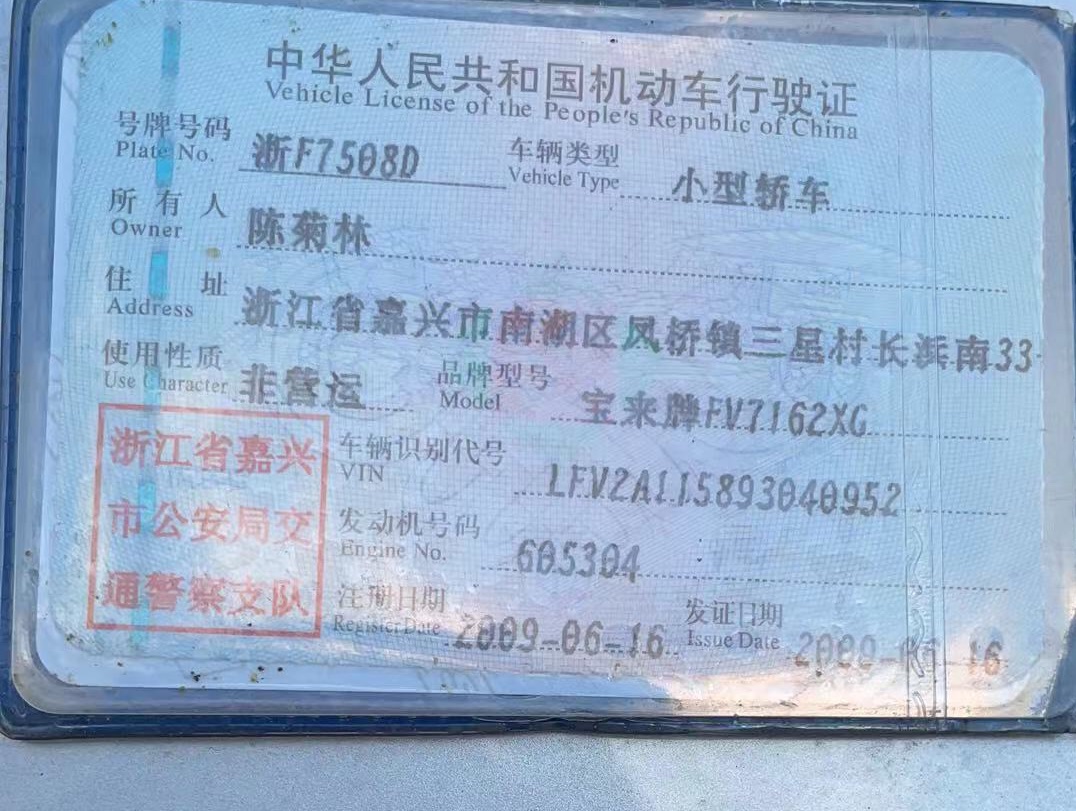 中华人民共和国机动车行驶证
Vehicle License of the People's Republic of China
号牌号码 浙F7508D 车辆类型 小型轿车
Plate No. Vehicle Type
所有人 陈菊林
Owner
住址 浙江省嘉兴市南湖区凤桥镇三星村长浜南33
Address
使用性质 非营运 品牌型号 宝来牌FV7162XG
Use Character Model
浙江省嘉兴 车辆识别代号 LFV2A115893040952
VIN
市公安局交 发动机号码 605304
Engine No.
通警察支队 注册日期 2009-06-16 发证日期 16
Register Date Issue Date